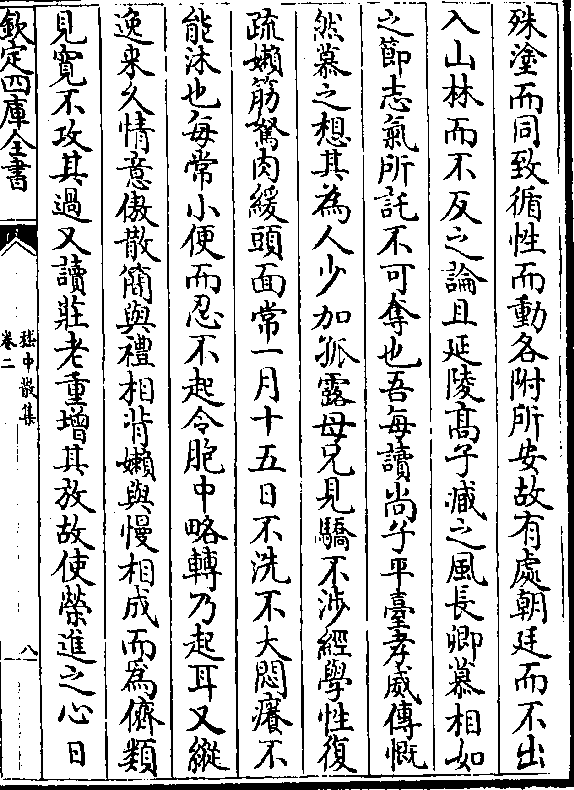 殊塗而同致循性而動各附所安故有處朝廷而不出
入山林而不反之論且延陵髙子臧之風長卿慕相如
之節志氣所託不可奪也吾每讀尚子平臺孝威傳慨
然慕之想其為人少加孤露母兄見驕不涉經學性復
疏嬾筋駑肉緩頭面常一月十五日不洗不大悶癢不
能沐也每常小便而忍不起令胞中略轉乃起耳又縱
逸来久情意傲散簡與禮相背嬾與慢相成而為儕類
見寛不攻其過又讀莊老重增其放故使榮進之心日
欽定四庫全書
嵇中散集
卷二
八